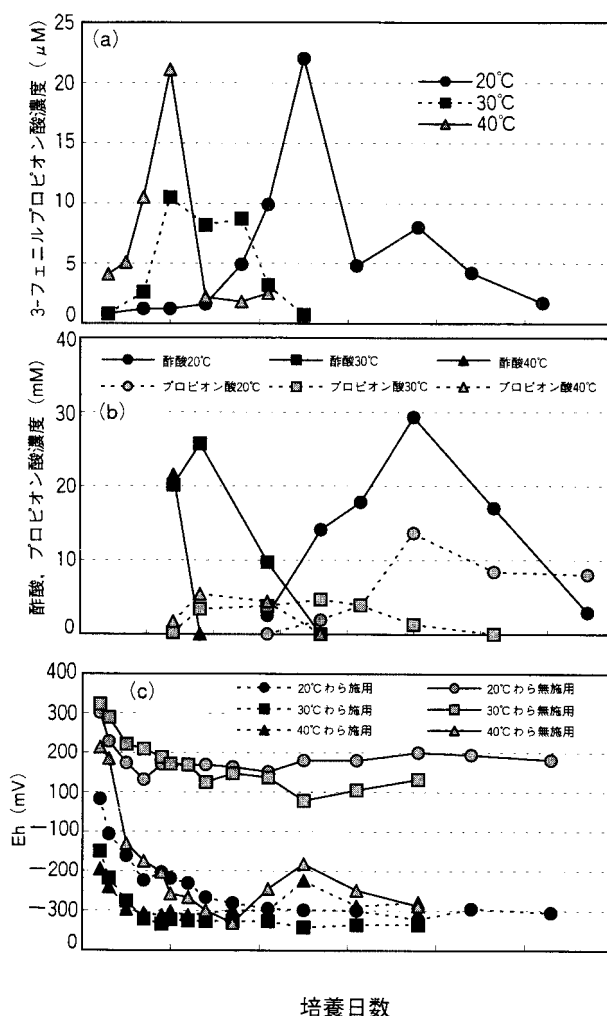 (a)
3-フェニルプロピオン酸濃度 (μM)
25
20
15
10
5
0
20℃
30℃
40℃
(b)
酢酸, プロピオン酸濃度 (mM)
40
30
20
10
0
酢酸20℃
酢酸30℃
酢酸40℃
プロピオン酸20℃
プロピオン酸30℃
プロピオン酸40℃
(c)
Eh (mV)
400
300
200
100
-100
-200
-300
0
20℃わら施用
20℃わら無施用
30℃わら施用
30℃わら無施用
40℃わら施用
40℃わら無施用
培養日数